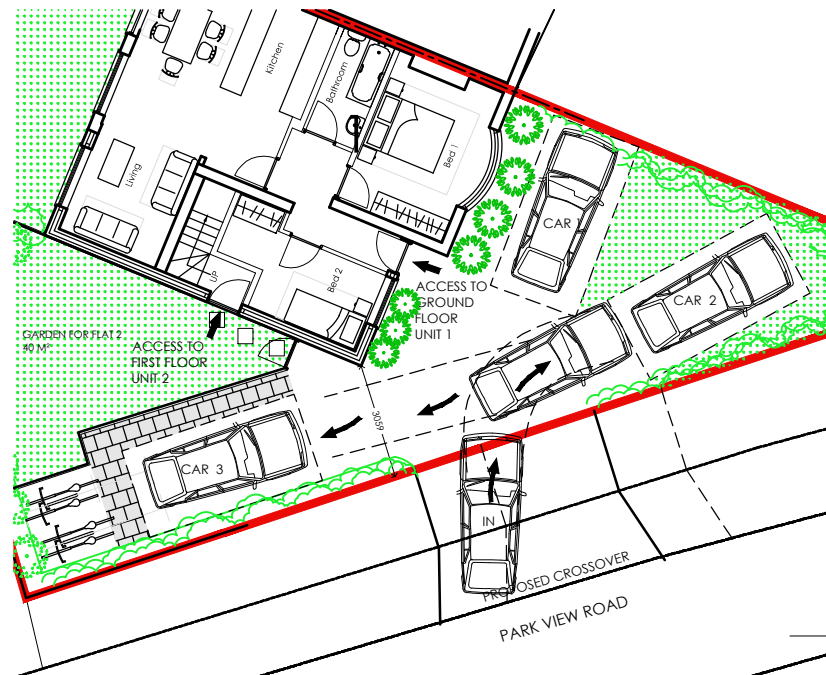 Kitchen
Bathroom
Bed 1
Living
UP
Bed 2
CAR 1
CAR 2
ACCESS TO
GROUND
FLOOR
UNIT 1
GARDEN FOR FLAT 2
40 M²
ACCESS TO
FIRST FLOOR
UNIT 2
3059
CAR 3
IN
PROPOSED CROSSOVER
PARK VIEW ROAD